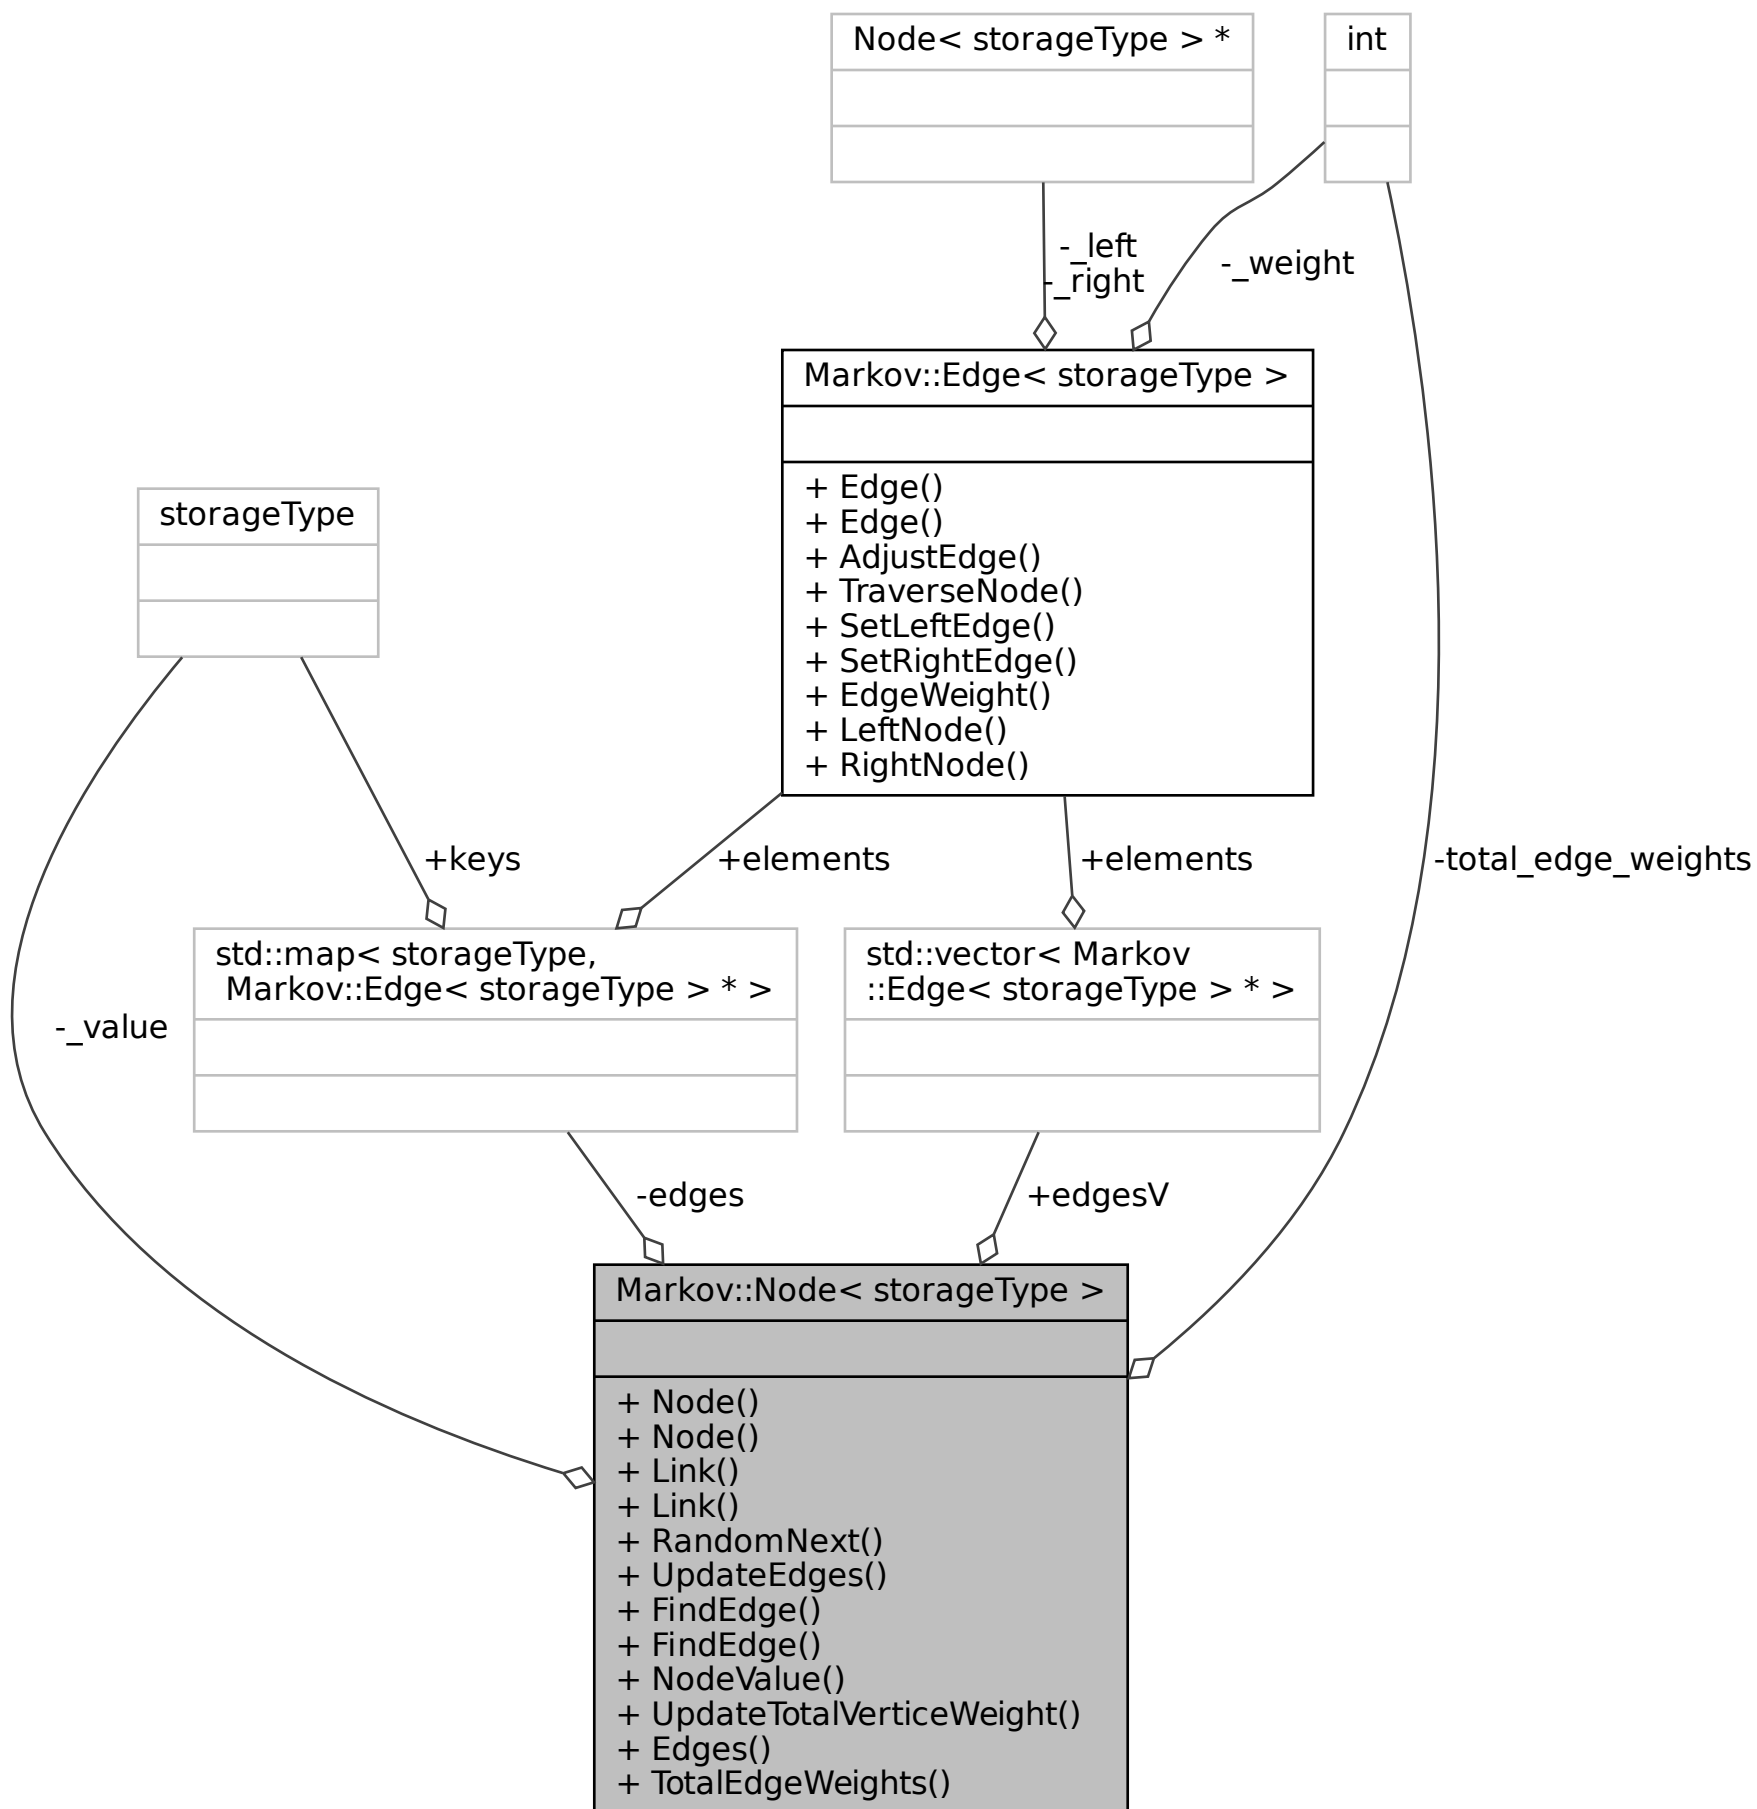 Node< storageType > *
int
-_left
-_right
-_weight
Markov::Edge< storageType >
+ Edge()
+ Edge()
+ AdjustEdge()
+ TraverseNode()
+ SetLeftEdge()
+ SetRightEdge()
+ EdgeWeight()
+ LeftNode()
+ RightNode()
storageType
+keys
+elements
+elements
-total_edge_weights
std::map< storageType,
Markov::Edge< storageType > * >
std::vector< Markov
::Edge< storageType > * >
-_value
-edges
+edgesV
Markov::Node< storageType >
+ Node()
+ Node()
+ Link()
+ Link()
+ RandomNext()
+ UpdateEdges()
+ FindEdge()
+ FindEdge()
+ NodeValue()
+ UpdateTotalVerticeWeight()
+ Edges()
+ TotalEdgeWeights()